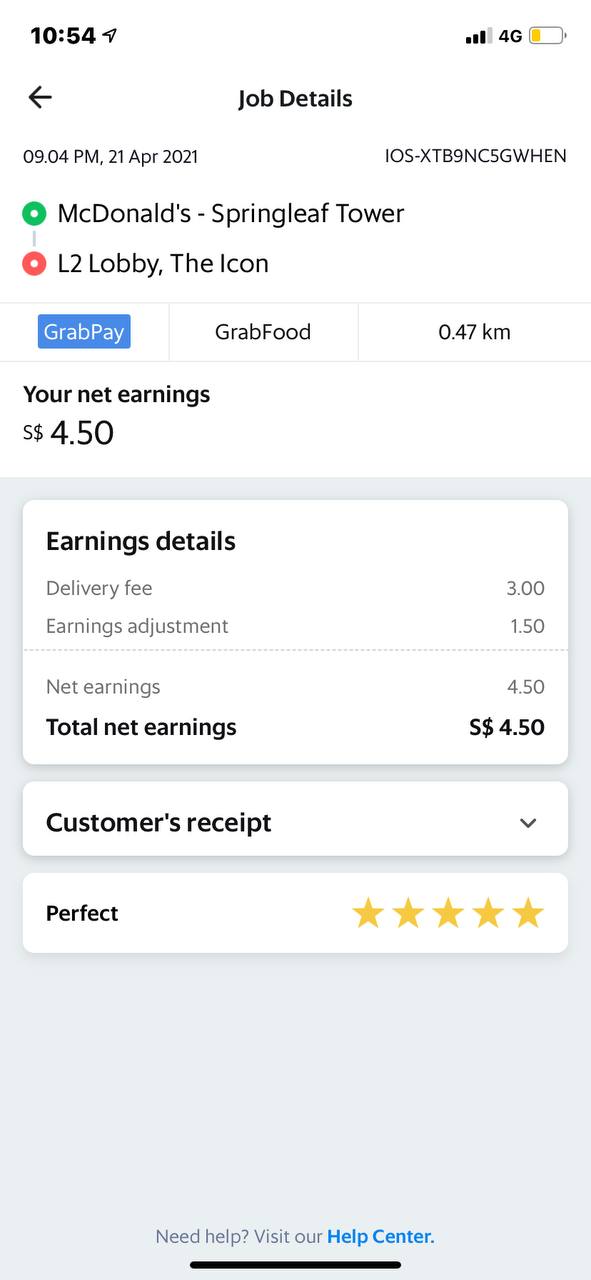 10:54
4G
Job Details
09.04 PM, 21 Apr 2021
IOS-XTB9NC5GWHEN
McDonald's - Springleaf Tower
L2 Lobby, The Icon
GrabPay
GrabFood
0.47 km
Your net earnings
S$ 4.50
Earnings details
Delivery fee 3.00
Earnings adjustment 1.50
Net earnings 4.50
Total net earnings S$ 4.50
Customer's receipt
Perfect
Need help? Visit our Help Center.